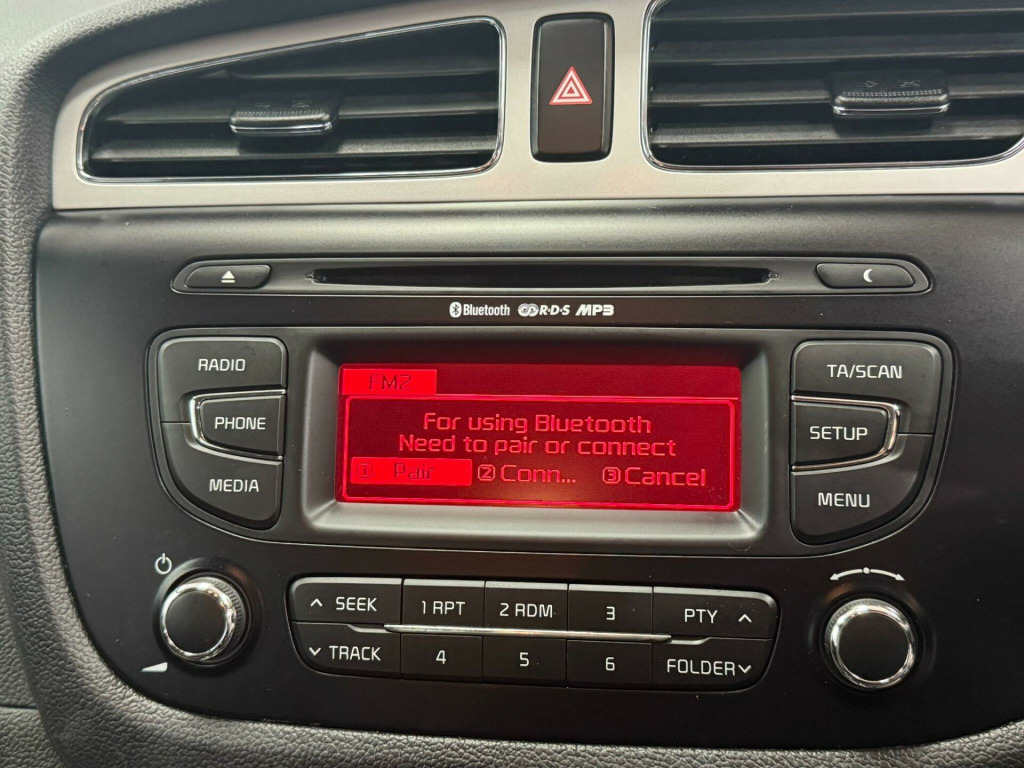 Bluetooth R·D·S MP3
RADIO
PHONE
MEDIA
FM2
For using Bluetooth
Need to pair or connect
1 Pair 2 Conn... 3 Cancel
TA/SCAN
SETUP
MENU
SEEK 1 RPT 2 RDM 3 PTY
TRACK 4 5 6 FOLDER